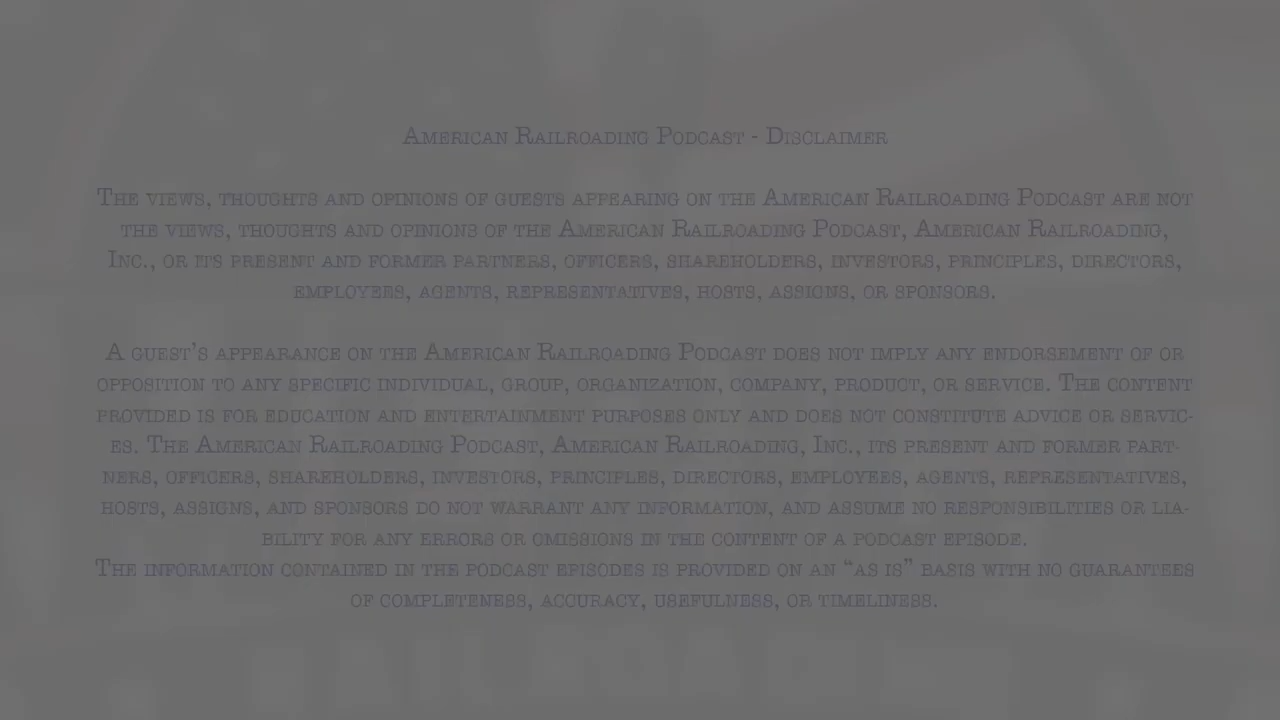 American Railroading Podcast - Disclaimer
The views, thoughts and opinions of guests appearing on the American Railroading Podcast are not
the views, thoughts and opinions of the American Railroading Podcast, American Railroading,
Inc., or its present and former partners, officers, shareholders, investors, principles, directors,
employees, agents, representatives, hosts, assigns, or sponsors.
A guest's appearance on the American Railroading Podcast does not imply any endorsement of or
opposition to any specific individual, group, organization, company, product, or service. The content
provided is for education and entertainment purposes only and does not constitute advice or servic-
es. The American Railroading Podcast, American Railroading, Inc., its present and former part-
ners, officers, shareholders, investors, principles, directors, employees, agents, representatives,
hosts, assigns, and sponsors do not warrant any information, and assume no responsibilities or lia-
bility for any errors or omissions in the content of a podcast episode.
The information contained in the podcast episodes is provided on an “as is” basis with no guarantees
of completeness, accuracy, usefulness, or timeliness.